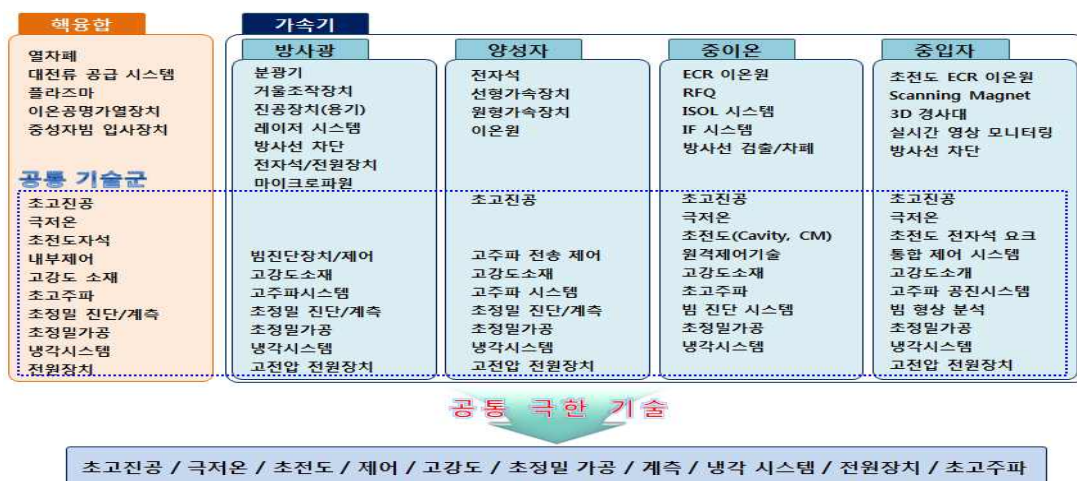 핵융합
열차폐
대전류 공급 시스템
플라즈마
이온공명가열장치
중성자빔 입사장치
공통 기술군
초고진공
극저온
초전도자석
내부제어
고강도 소재
초고주파
초정밀 진단/계측
초정밀가공
냉각시스템
전원장치
가속기
방사광
분광기
거울조작장치
진공장치(용기)
레이저 시스템
방사선 차단
전자석/전원장치
마이크로파원
빔진단장치/제어
고강도소재
고주파시스템
초정밀 진단/계측
초정밀가공
냉각시스템
고전압 전원장치
양성자
전자석
선형가속장치
원형가속장치
이온원
초고진공
고주파 전송 제어
고강도소재
고주파 시스템
초정밀 진단/계측
초정밀가공
냉각시스템
고전압 전원장치
중이온
ECR 이온원
RFQ
ISOL 시스템
IF 시스템
방사선 검출/차폐
초고진공
극저온
초전도(Cavity, CM)
원격제어기술
고강도소재
초고주파
빔 진단 시스템
초정밀가공
냉각시스템
중입자
초전도 ECR 이온원
Scanning Magnet
3D 경사대
실시간 영상 모니터링
방사선 차단
초고진공
극저온
초전도 전자석 요크
통합 제어 시스템
고강도소개
고주파 공진시스템
빔 형상 분석
초정밀가공
냉각시스템
고전압 전원장치
공통 극한 기술
초고진공 / 극저온 / 초전도 / 제어 / 고강도 / 초정밀 가공 / 계측 / 냉각 시스템 / 전원장치 / 초고주파